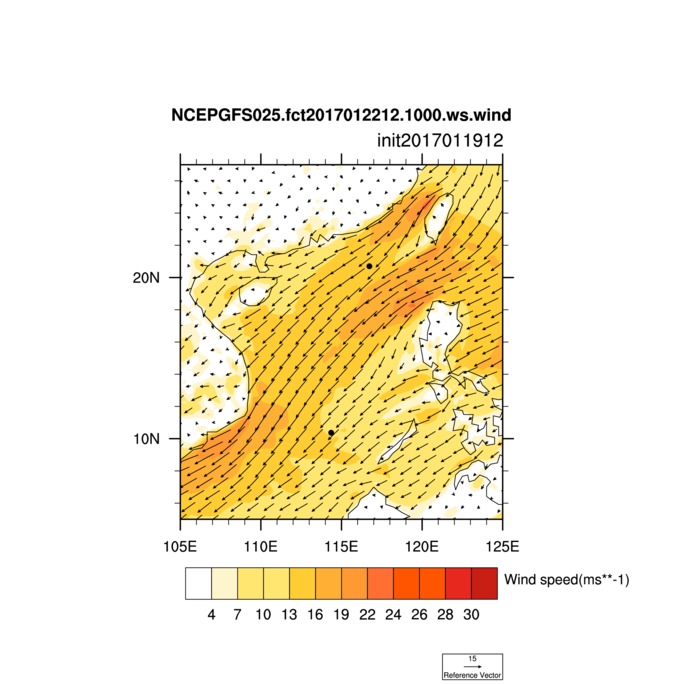 NCEPGFS025.fct2017012212.1000.ws.wind
init2017011912
20N
10N
105E 110E 115E 120E 125E
Wind speed(ms**-1)
4 7 10 13 16 19 22 24 26 28 30
15
Reference Vector